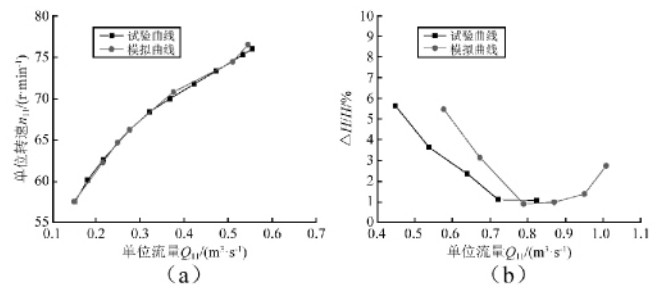 80
75
70
65
60
55
单位转速n₁₁/(r·min⁻¹)
试验曲线
模拟曲线
0.1 0.2 0.3 0.4 0.5 0.6 0.7
单位流量Q₁₁/(m³·s⁻¹)
(a)
10
9
8
7
6
5
4
3
2
1
0
△H/H/%
试验曲线
模拟曲线
0.4 0.5 0.6 0.7 0.8 0.9 1.0 1.1
单位流量Q₁₁/(m³·s⁻¹)
(b)